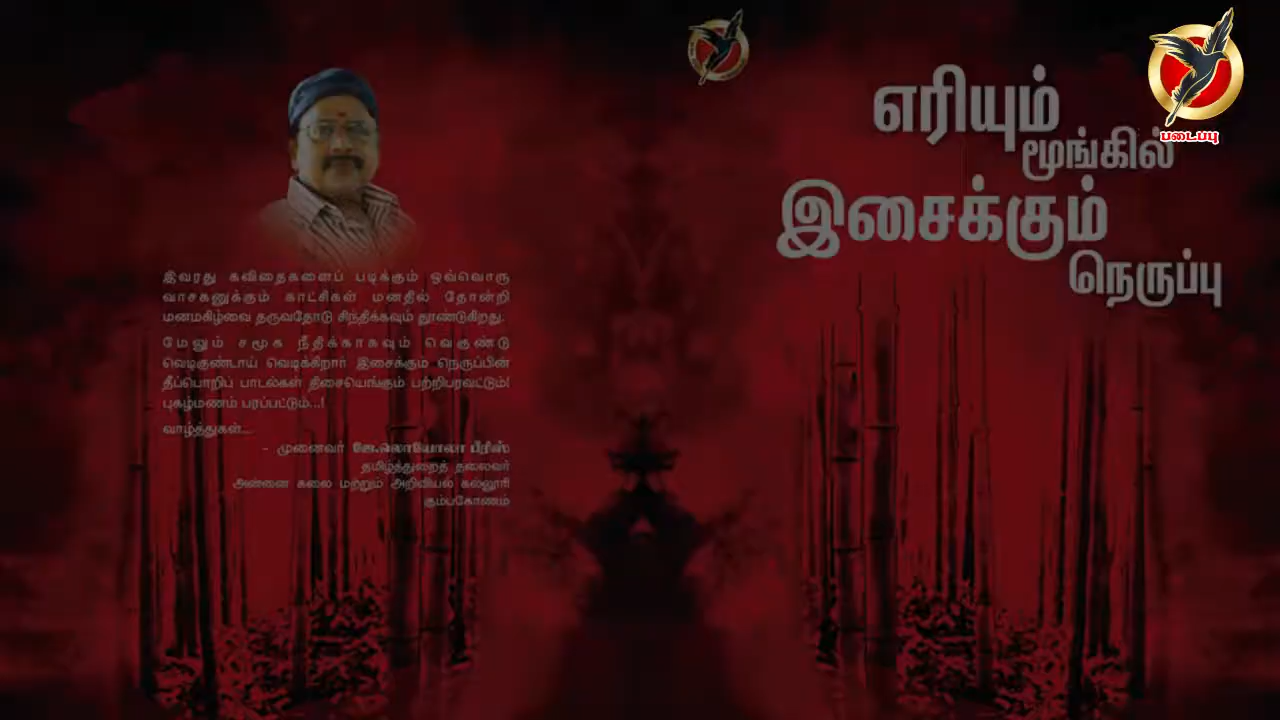 படைப்பு
எரியும்
மூங்கில்
இசைக்கும்
நெருப்பு
இவரது கவிதைகளைப் படிக்கும் ஒவ்வொரு
வாசகனுக்கும் காட்சிகள் மனதில் தோன்றி
மனமகிழ்வை தருவதோடு சிந்திக்கவும் தூண்டுகிறது.
மேலும் சமூக நீதிக்காகவும் வெகுண்டு
வெடிகுண்டாய் வெடிக்கிறார் இசைக்கும் நெருப்பின்
தீப்பொறிப் பாடல்கள் திசையெங்கும் பற்றிபரவட்டும்!
புகழ்மணம் பரப்பட்டும்...!
வாழ்த்துகள்...
- முனைவர் ஜே.லொயோலா பீரிஸ்
தமிழ்த்துறைத் தலைவர்
அன்னை கலை மற்றும் அறிவியல் கல்லூரி
கும்பகோணம்